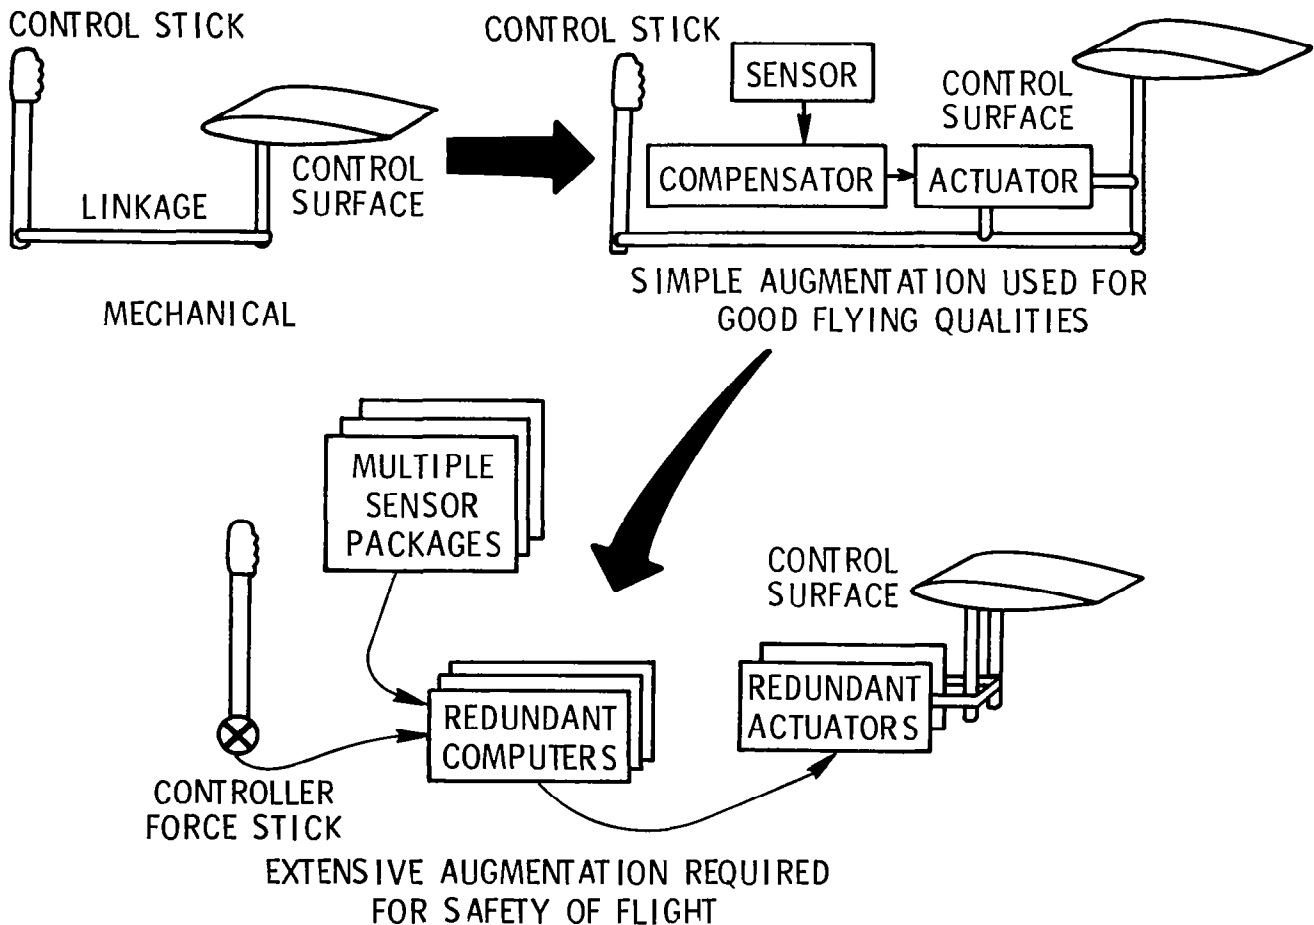 CONTROL STICK
CONTROL
SURFACE
LINKAGE
MECHANICAL
CONTROL STICK
SENSOR
CONTROL
SURFACE
COMPENSATOR
ACTUATOR
SIMPLE AUGMENTATION USED FOR
GOOD FLYING QUALITIES
MULTIPLE
SENSOR
PACKAGES
CONTROL
SURFACE
REDUNDANT
COMPUTERS
REDUNDANT
ACTUATORS
CONTROLLER
FORCE STICK
EXTENSIVE AUGMENTATION REQUIRED
FOR SAFETY OF FLIGHT